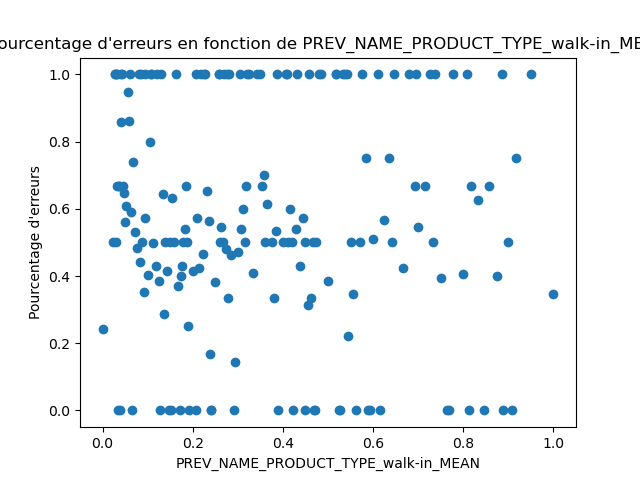 ourcentage d'erreurs en fonction de PREV_NAME_PRODUCT_TYPE_walk-in_ME
1.0
0.8
0.6
0.4
0.2
0.0
Pourcentage d'erreurs
0.0 0.2 0.4 0.6 0.8 1.0
PREV_NAME_PRODUCT_TYPE_walk-in_MEAN